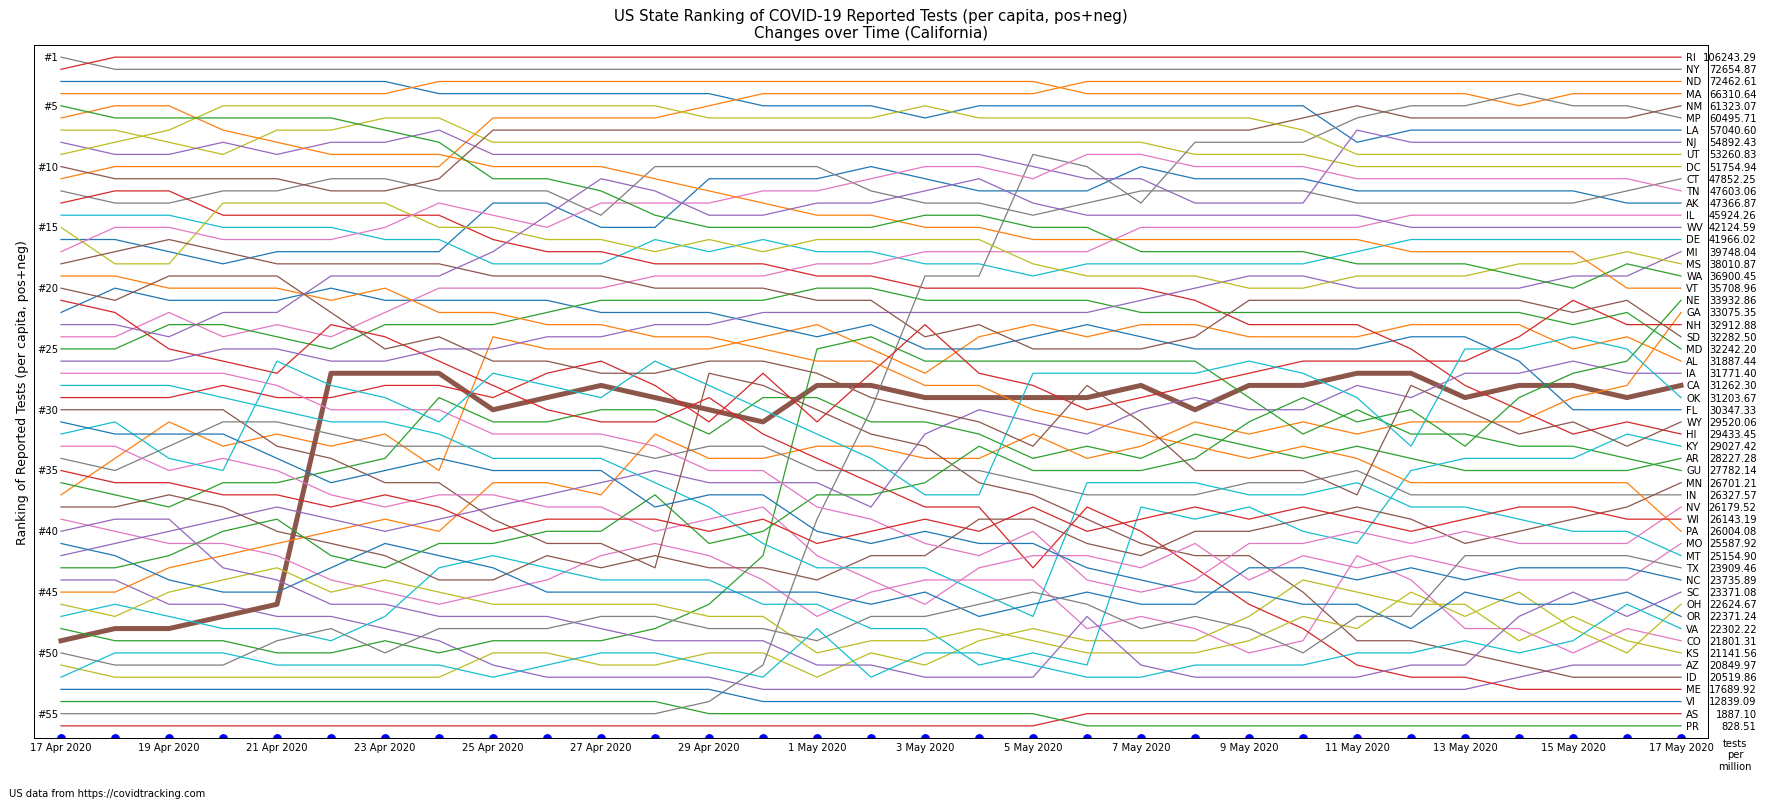 US State Ranking of COVID-19 Reported Tests (per capita, pos+neg)
Changes over Time (California)
Ranking of Reported Tests (per capita, pos+neg)
#1
#5
#10
#15
#20
#25
#30
#35
#40
#45
#50
#55
RI 106243.29
NY 72654.87
ND 72462.61
MA 66310.64
NM 61323.07
MP 60495.71
LA 57040.60
NJ 54892.43
UT 53260.83
DC 51754.94
CT 47852.25
TN 47603.06
AK 47366.87
IL 45924.26
WV 42124.59
DE 41966.02
MI 39748.04
MS 38010.87
WA 36900.45
VT 35708.96
NE 33932.86
GA 33075.35
NH 32912.88
SD 32282.50
MD 32242.20
AL 31887.44
IA 31771.40
CA 31262.30
OK 31203.67
FL 30347.33
WY 29520.06
HI 29433.45
KY 29027.42
AR 28227.28
GU 27782.14
MN 26701.21
IN 26327.57
NV 26179.52
WI 26143.19
PA 26004.08
MO 25587.92
MT 25154.90
TX 23909.46
NC 23735.89
SC 23371.08
OH 22624.67
OR 22371.24
VA 22302.22
CO 21801.31
KS 21141.56
AZ 20849.97
ID 20519.86
ME 17689.92
VI 12839.09
AS 1887.10
PR 828.51
17 Apr 2020 19 Apr 2020 21 Apr 2020 23 Apr 2020 25 Apr 2020 27 Apr 2020 29 Apr 2020 1 May 2020 3 May 2020 5 May 2020 7 May 2020 9 May 2020 11 May 2020 13 May 2020 15 May 2020 17 May 2020
tests
per
million
US data from https://covidtracking.com